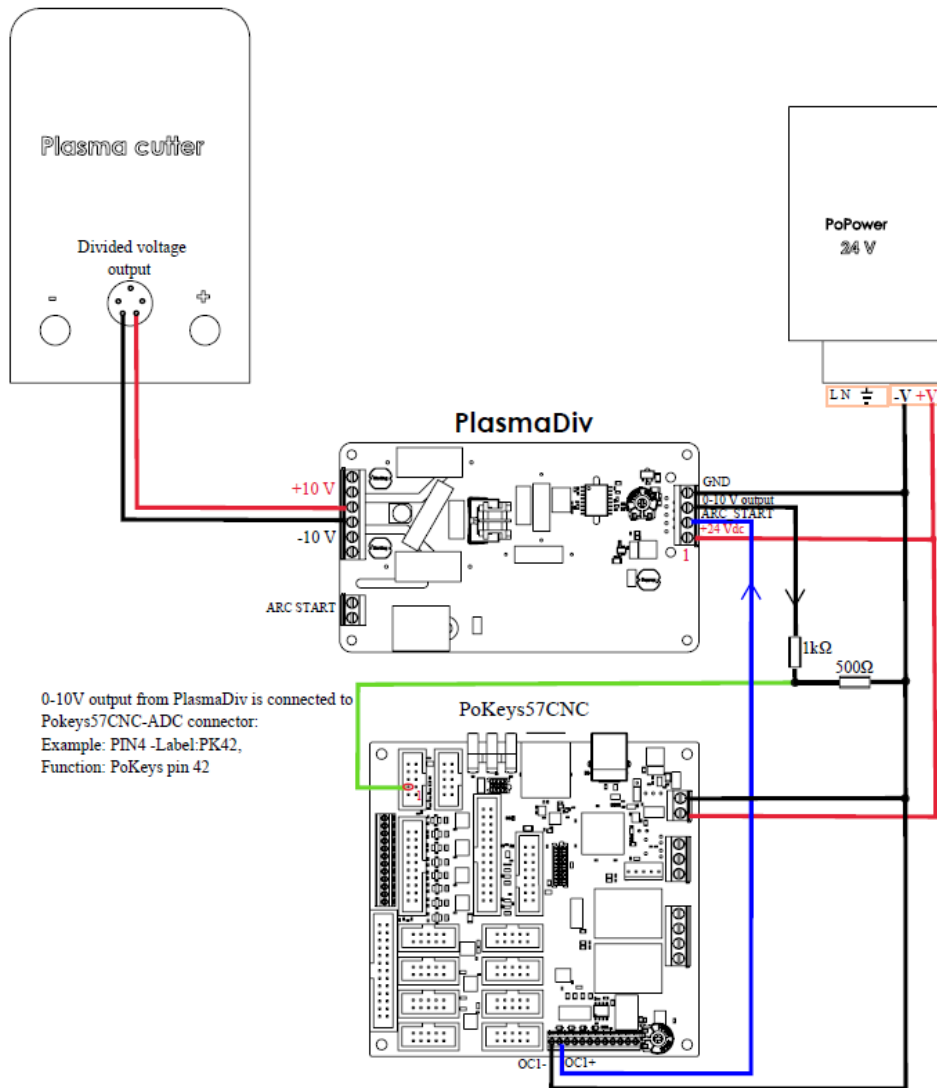 Plasma cutter
Divided voltage
output
-
+
PoPower
24 V
L N
-V +V
PlasmaDiv
+10 V
-10 V
ARC START
GND
0-10 V output
ARC_START
+24 Vdc
1
1kΩ
500Ω
0-10V output from PlasmaDiv is connected to
Pokeys57CNC-ADC connector:
Example: PIN4 -Label:PK42,
Function: PoKeys pin 42
PoKeys57CNC
1
OC1-
OC1+